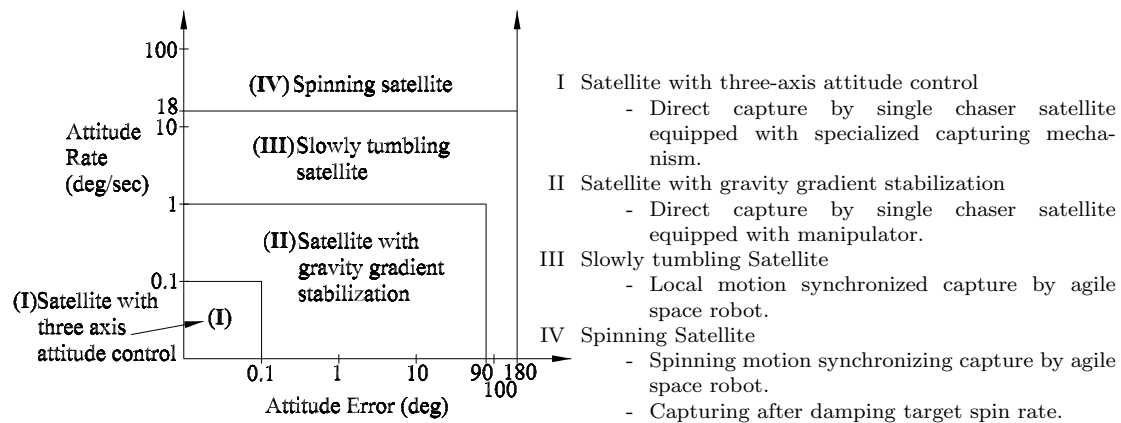 100
(IV) Spinning satellite
18
10
Attitude
Rate
(deg/sec)
(III) Slowly tumbling
satellite
1
(II) Satellite with
gravity gradient
stabilization
0.1
(I) Satellite with
three axis
attitude control
(I)
0.1 1 10 90 180
100
Attitude Error (deg)
I Satellite with three-axis attitude control
- Direct capture by single chaser satellite
equipped with specialized capturing mecha-
nism.
II Satellite with gravity gradient stabilization
- Direct capture by single chaser satellite
equipped with manipulator.
III Slowly tumbling Satellite
- Local motion synchronized capture by agile
space robot.
IV Spinning Satellite
- Spinning motion synchronizing capture by agile
space robot.
- Capturing after damping target spin rate.